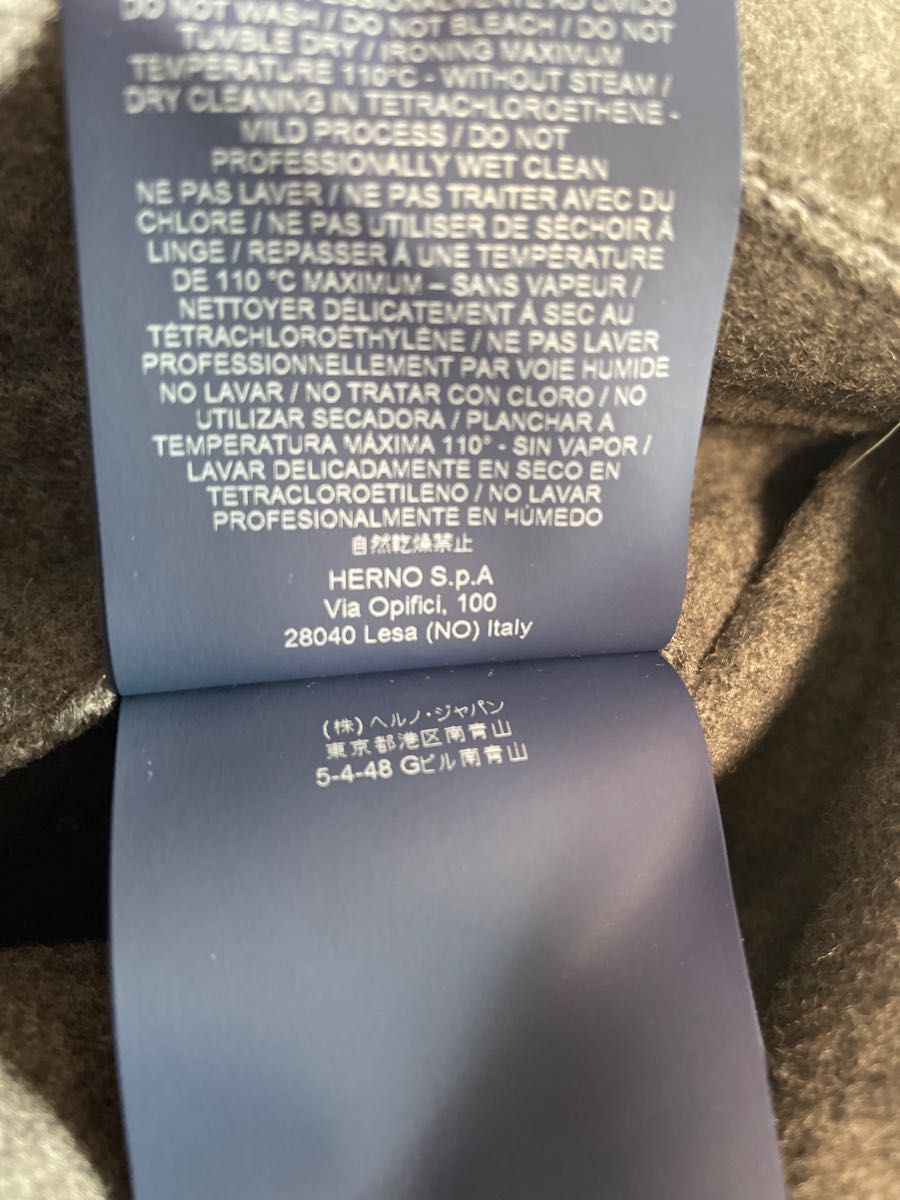 PROFESSIONALMENTE AD UMIDO
DO NOT WASH / DO NOT BLEACH / DO NOT
TUMBLE DRY / IRONING MAXIMUM
TEMPERATURE 110°C - WITHOUT STEAM /
DRY CLEANING IN TETRACHLOROETHENE -
MILD PROCESS / DO NOT
PROFESSIONALLY WET CLEAN
NE PAS LAVER / NE PAS TRAITER AVEC DU
CHLORE / NE PAS UTILISER DE SÉCHOIR À
LINGE / REPASSER À UNE TEMPÉRATURE
DE 110 °C MAXIMUM – SANS VAPEUR /
NETTOYER DÉLICATEMENT À SEC AU
TÉTRACHLOROÉTHYLÈNE / NE PAS LAVER
PROFESSIONNELLEMENT PAR VOIE HUMIDE
NO LAVAR / NO TRATAR CON CLORO / NO
UTILIZAR SECADORA / PLANCHAR A
TEMPERATURA MÁXIMA 110° - SIN VAPOR /
LAVAR DELICADAMENTE EN SECO EN
TETRACLOROETILENO / NO LAVAR
PROFESIONALMENTE EN HÚMEDO
自然乾燥禁止
HERNO S.p.A
Via Opifici, 100
28040 Lesa (NO) Italy
(株) ヘルノ・ジャパン
東京都港区南青山
5-4-48 Gビル南青山